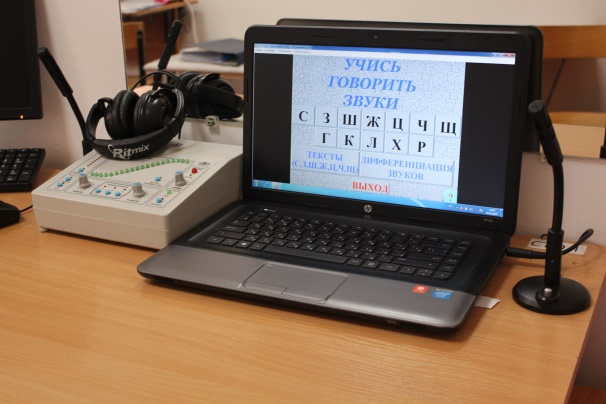 УЧИСЬ
ГОВОРИТЬ
ЗВУКИ
С З Ш Ж Ц Ч Щ
Г К Л Х Р
ТЕКСТЫ
(С,З,Ш,Ж,Ц,Ч,Щ)
ДИФФЕРЕНЦИАЦИЯ
ЗВУКОВ
ВЫХОД
Ritmix
hp